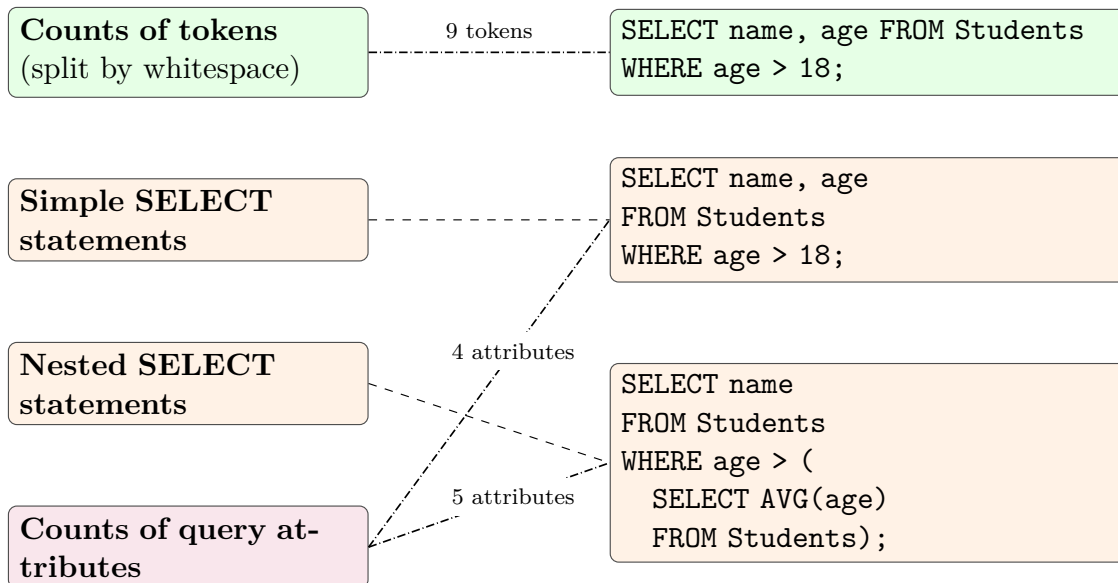 Counts of tokens
(split by whitespace)
9 tokens
SELECT name, age FROM Students
WHERE age > 18;
Simple SELECT
statements
SELECT name, age
FROM Students
WHERE age > 18;
4 attributes
Nested SELECT
statements
SELECT name
FROM Students
WHERE age > (
SELECT AVG(age)
FROM Students);
5 attributes
Counts of query at-
tributes